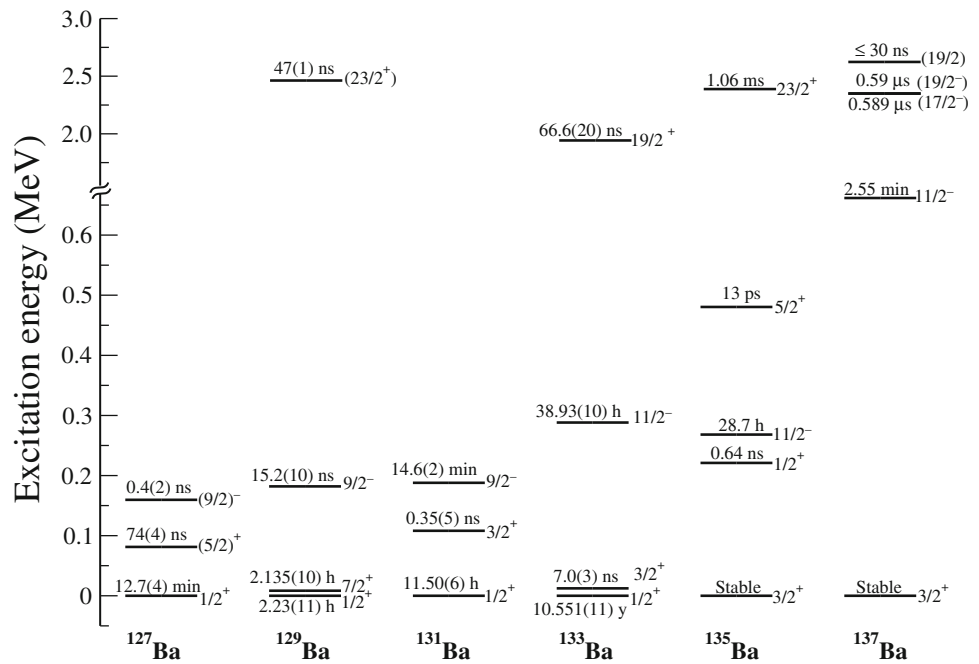 Excitation energy (MeV)
3.0
2.5
2.0
0.6
0.5
0.4
0.3
0.2
0.1
0
0.4(2) ns (9/2)⁻
74(4) ns (5/2)⁺
12.7(4) min 1/2⁺
¹²⁷Ba
47(1) ns (23/2⁺)
15.2(10) ns 9/2⁻
2.135(10) h 7/2⁺
2.23(11) h 1/2⁺
¹²⁹Ba
14.6(2) min 9/2⁻
0.35(5) ns 3/2⁺
11.50(6) h 1/2⁺
¹³¹Ba
66.6(20) ns 19/2⁺
38.93(10) h 11/2⁻
7.0(3) ns 3/2⁺
10.551(11) y 1/2⁺
¹³³Ba
1.06 ms 23/2⁺
13 ps 5/2⁺
28.7 h 11/2⁻
0.64 ns 1/2⁺
Stable 3/2⁺
¹³⁵Ba
≤ 30 ns (19/2)
0.59 μs (19/2⁻)
0.589 μs (17/2⁻)
2.55 min 11/2⁻
Stable 3/2⁺
¹³⁷Ba